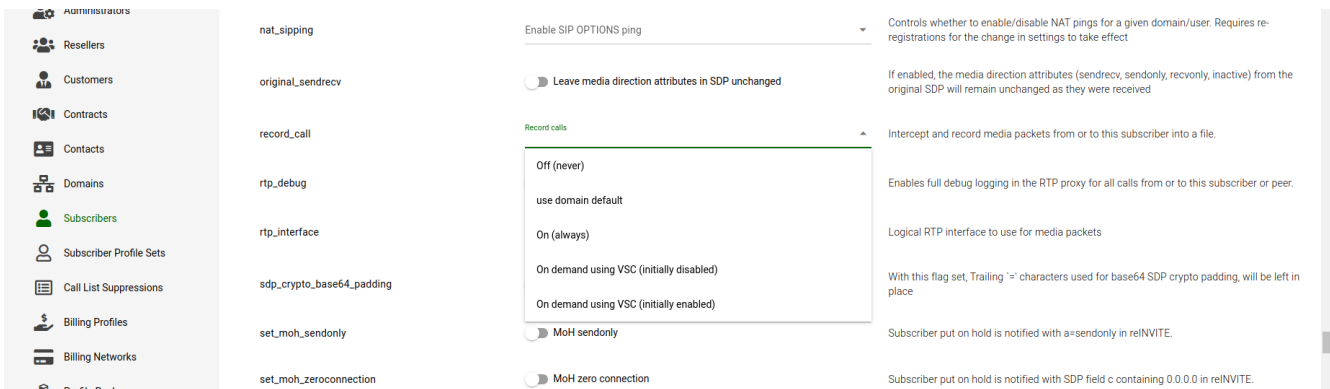 Administrators
Resellers
Customers
Contracts
Contacts
Domains
Subscribers
Subscriber Profile Sets
Call List Suppressions
Billing Profiles
Billing Networks
nat_sipping
Enable SIP OPTIONS ping
Controls whether to enable/disable NAT pings for a given domain/user. Requires re-
registrations for the change in settings to take effect
original_sendrecv
Leave media direction attributes in SDP unchanged
If enabled, the media direction attributes (sendrecv, sendonly, recvonly, inactive) from the
original SDP will remain unchanged as they were received
record_call
Record calls
Intercept and record media packets from or to this subscriber into a file.
Off (never)
use domain default
On (always)
On demand using VSC (initially disabled)
On demand using VSC (initially enabled)
rtp_debug
Enables full debug logging in the RTP proxy for all calls from or to this subscriber or peer.
rtp_interface
Logical RTP interface to use for media packets
sdp_crypto_base64_padding
With this flag set, Trailing `=' characters used for base64 SDP crypto padding, will be left in
place
set_moh_sendonly
MoH sendonly
Subscriber put on hold is notified with a=sendonly in reINVITE.
set_moh_zeroconnection
MoH zero connection
Subscriber put on hold is notified with SDP field c containing 0.0.0.0 in reINVITE.